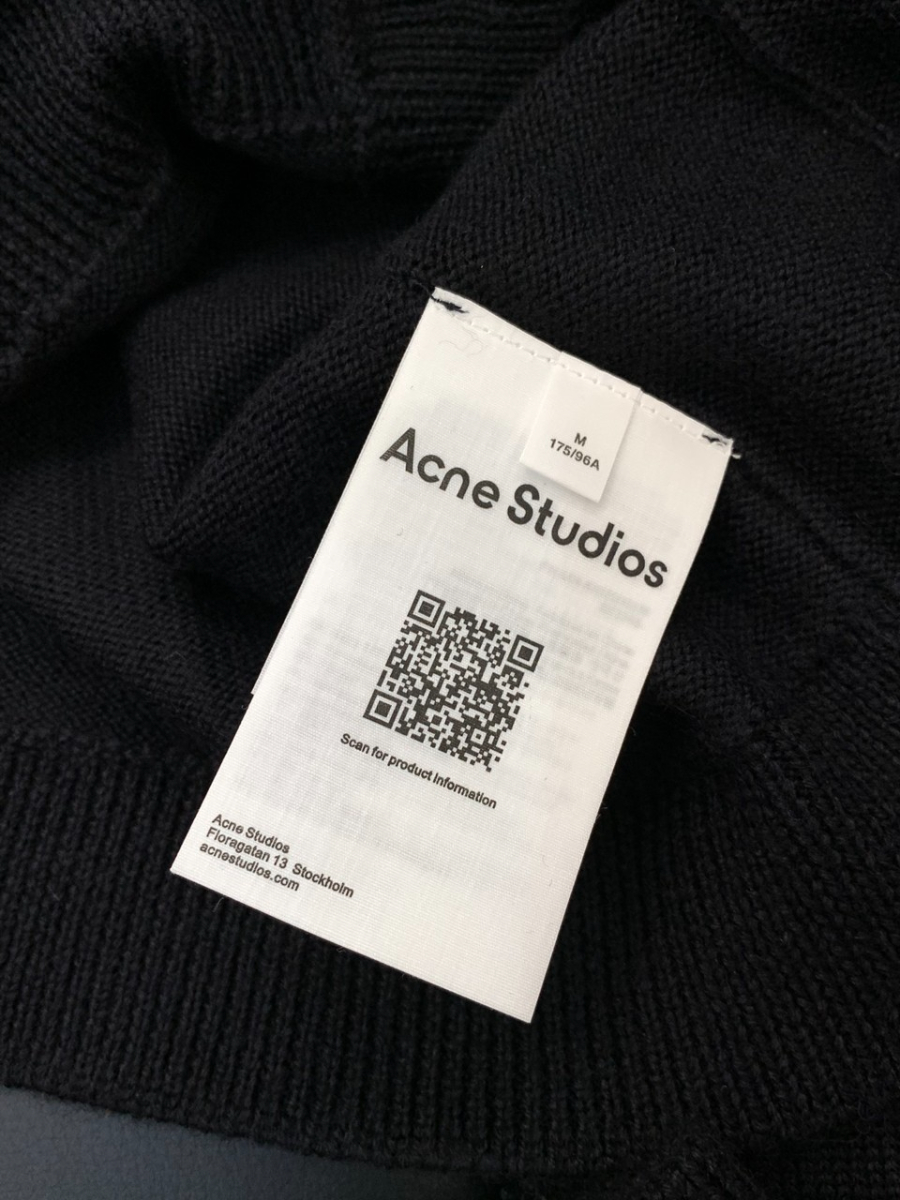 M
175/96A
Acne Studios
Scan for product information
Acne Studios
Floragatan 13 Stockholm
acnestudios.com